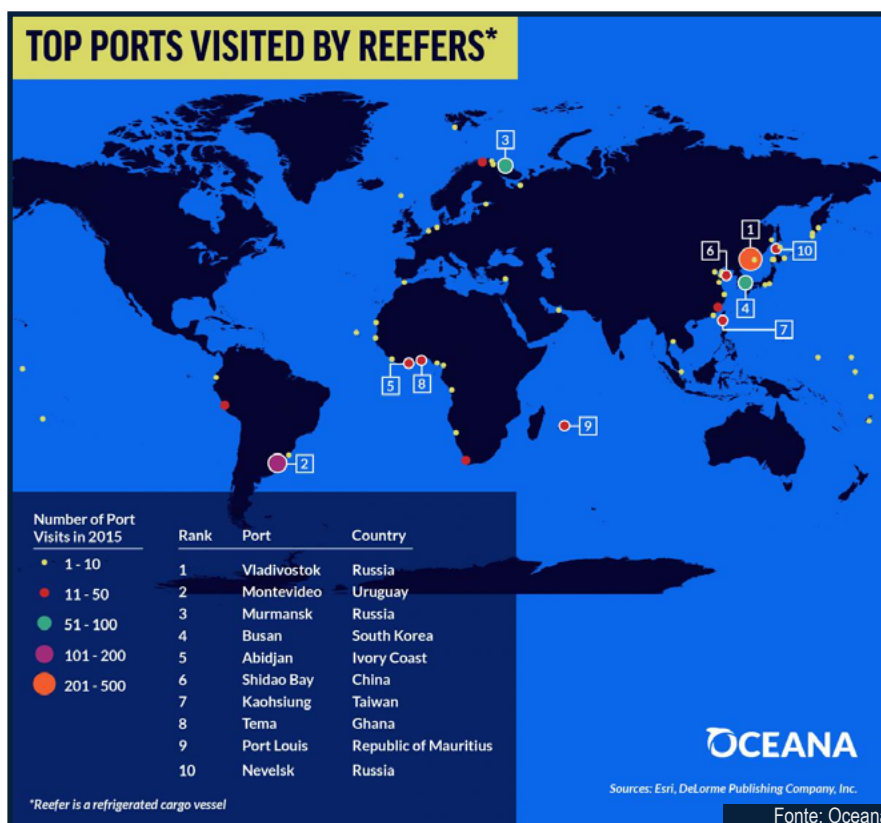 TOP PORTS VISITED BY REEFERS*
3
1
6
10
4
7
5
8
9
2
Number of Port
Visits in 2015
1 - 10
11 - 50
51 - 100
101 - 200
201 - 500
Rank Port Country
1 Vladivostok Russia
2 Montevideo Uruguay
3 Murmansk Russia
4 Busan South Korea
5 Abidjan Ivory Coast
6 Shidao Bay China
7 Kaohsiung Taiwan
8 Tema Ghana
9 Port Louis Republic of Mauritius
10 Nevelsk Russia
OCEANA
Sources: Esri, DeLorme Publishing Company, Inc.
*Reefer is a refrigerated cargo vessel
Fonte: Oceana